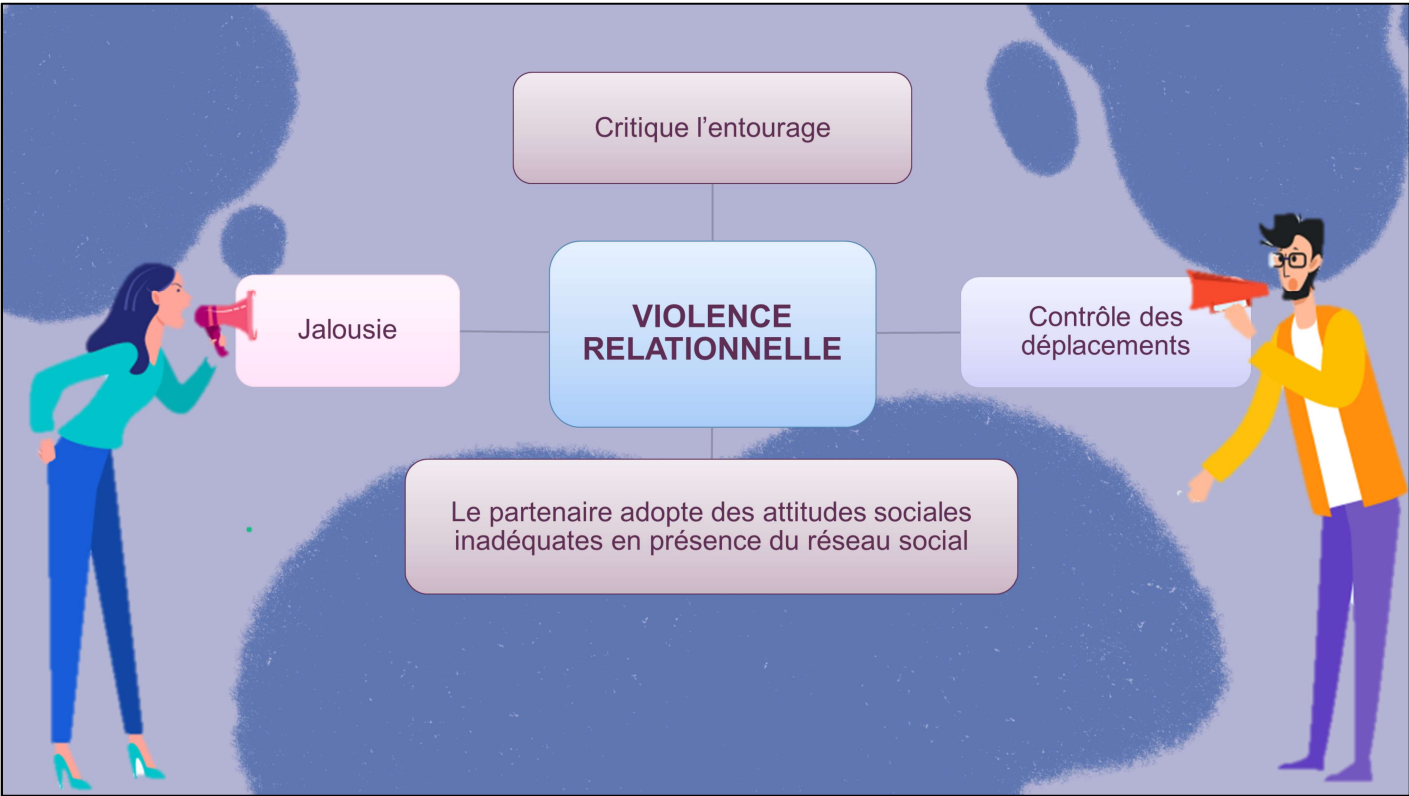 Critique l’entourage
Jalousie
VIOLENCE
RELATIONNELLE
Contrôle des
déplacements
Le partenaire adopte des attitudes sociales
inadéquates en présence du réseau social